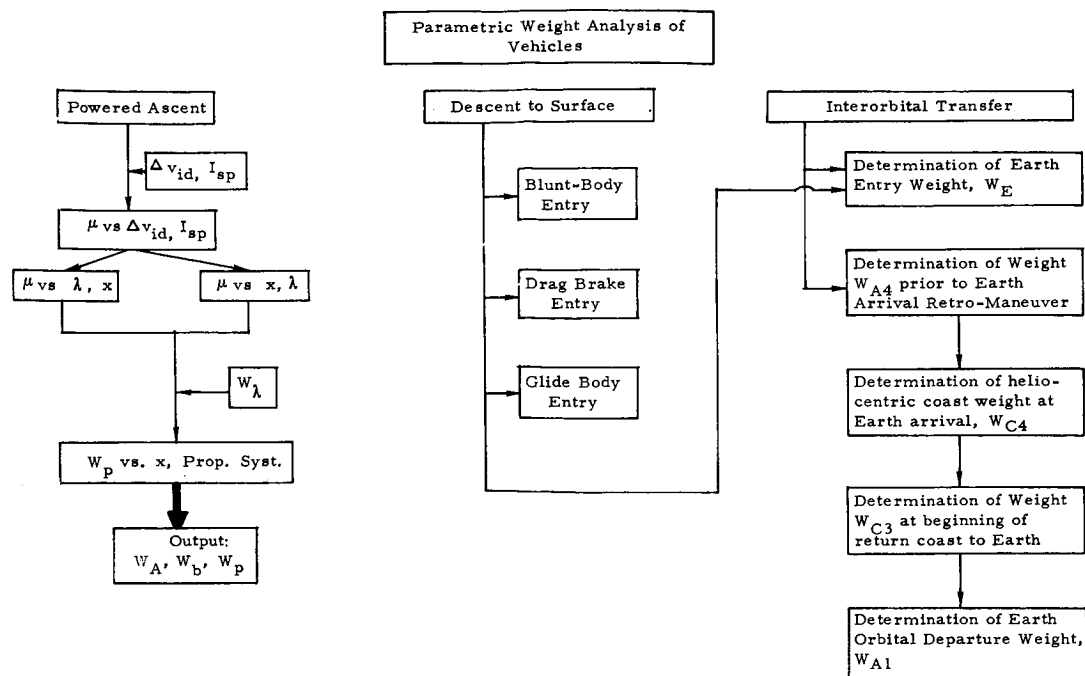 Parametric Weight Analysis of
Vehicles
Powered Ascent
Δ v_id, I_sp
μ vs Δv_id, I_sp
μ vs λ, x
μ vs x, λ
W_λ
W_p vs. x, Prop. Syst.
Output:
W_A, W_b, W_p
Descent to Surface
Blunt-Body
Entry
Drag Brake
Entry
Glide Body
Entry
Interorbital Transfer
Determination of Earth
Entry Weight, W_E
Determination of Weight
W_A4 prior to Earth
Arrival Retro-Maneuver
Determination of helio-
centric coast weight at
Earth arrival, W_C4
Determination of Weight
W_C3 at beginning of
return coast to Earth
Determination of Earth
Orbital Departure Weight,
W_A1